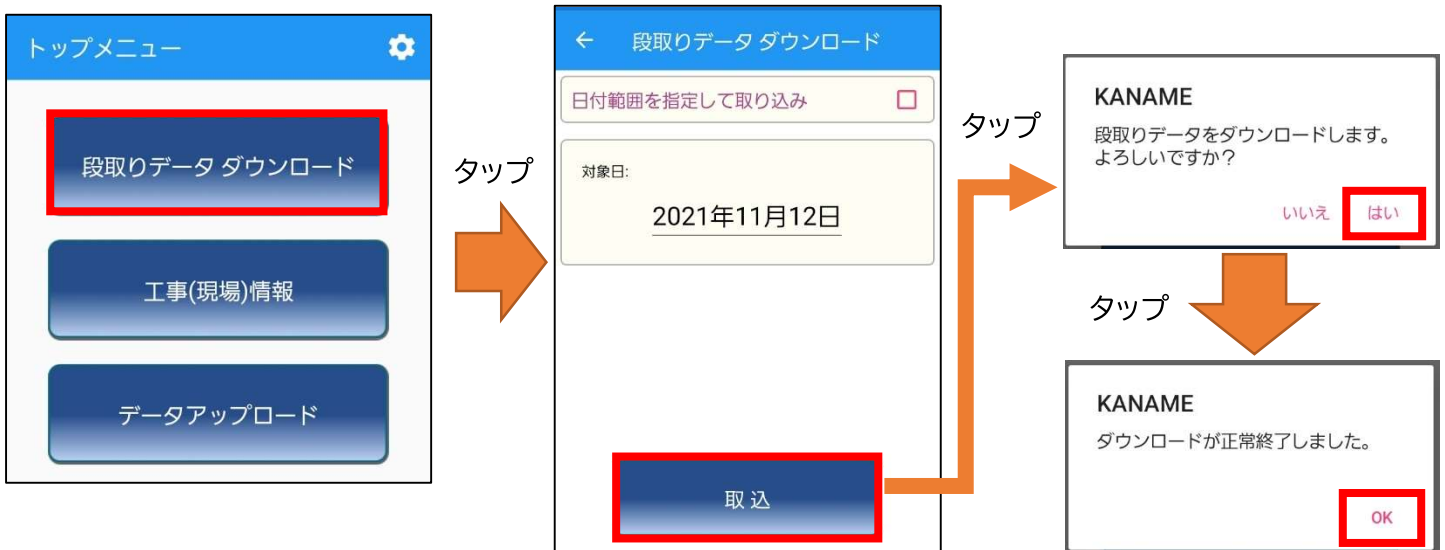 トップメニュー
段取りデータ ダウンロード
工事(現場)情報
データアップロード
タップ
段取りデータ ダウンロード
日付範囲を指定して取り込み
対象日:
2021年11月12日
取 込
タップ
KANAME
段取りデータをダウンロードします。
よろしいですか？
いいえ はい
タップ
KANAME
ダウンロードが正常終了しました。
OK